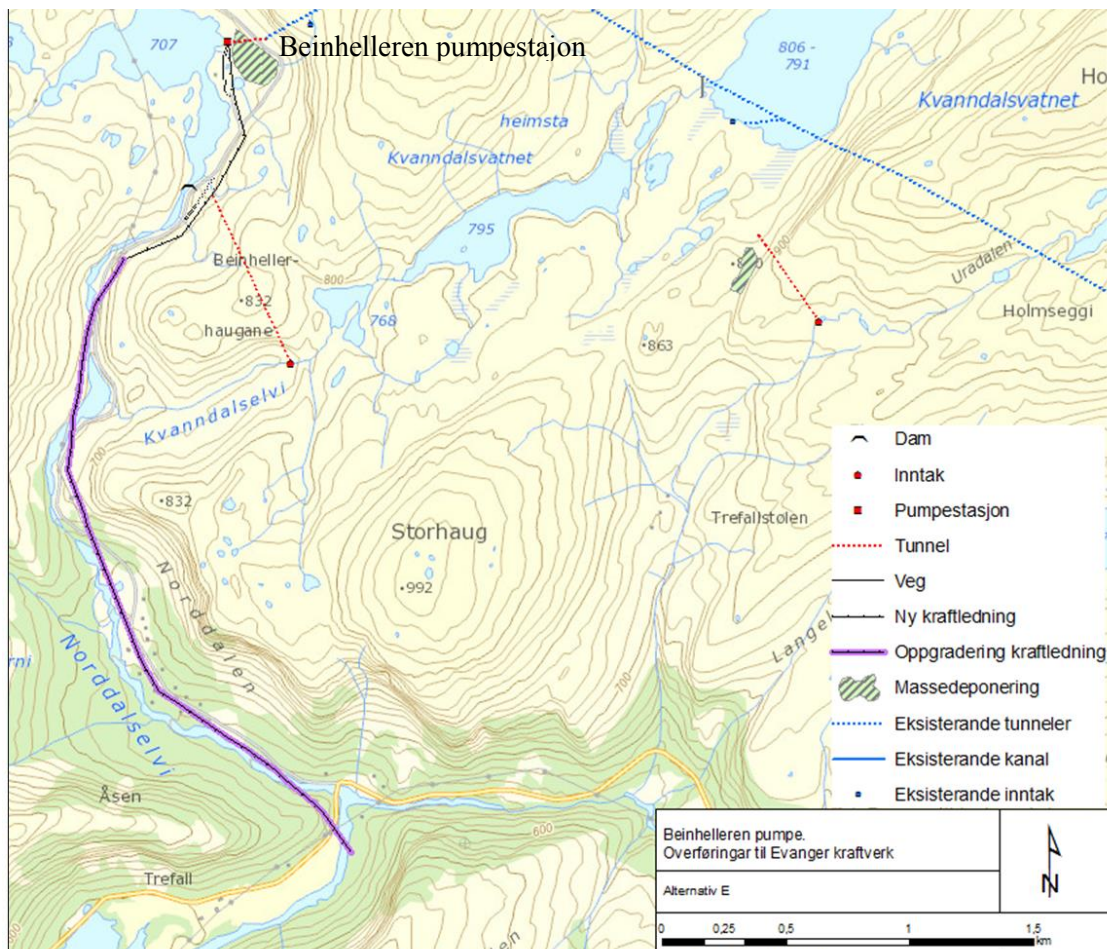 Beinhelleren pumpestajon
707
806 -
791
Ho
Kvanndalsvatnet
heimsta
Kvanndalsvatnet
795
Beinheller-
800
832
haugane
768
900
Uradalen
Holmseggi
863
Kvanndalselvi
700
832
Storhaug
992
Trefallstølen
Norddalen
Norddalselvi
700
Åsen
600
Trefall
Dam
Inntak
Pumpestasjon
Tunnel
Veg
Ny kraftledning
Oppgradering kraftledning
Massedeponering
Eksisterande tunneler
Eksisterande kanal
Eksisterande inntak
Beinhelleren pumpe.
Overføringar til Evanger kraftverk
Alternativ E
N
0 0,25 0,5 1 1,5
km